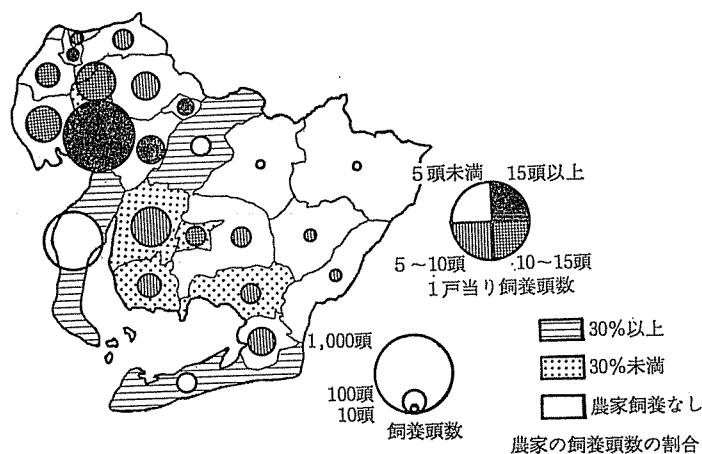 5頭未満 15頭以上
5～10頭 10～15頭
1戸当り飼養頭数
1,000頭
100頭
10頭
飼養頭数
30%以上
30%未満
農家飼養なし
農家の飼養頭数の割合